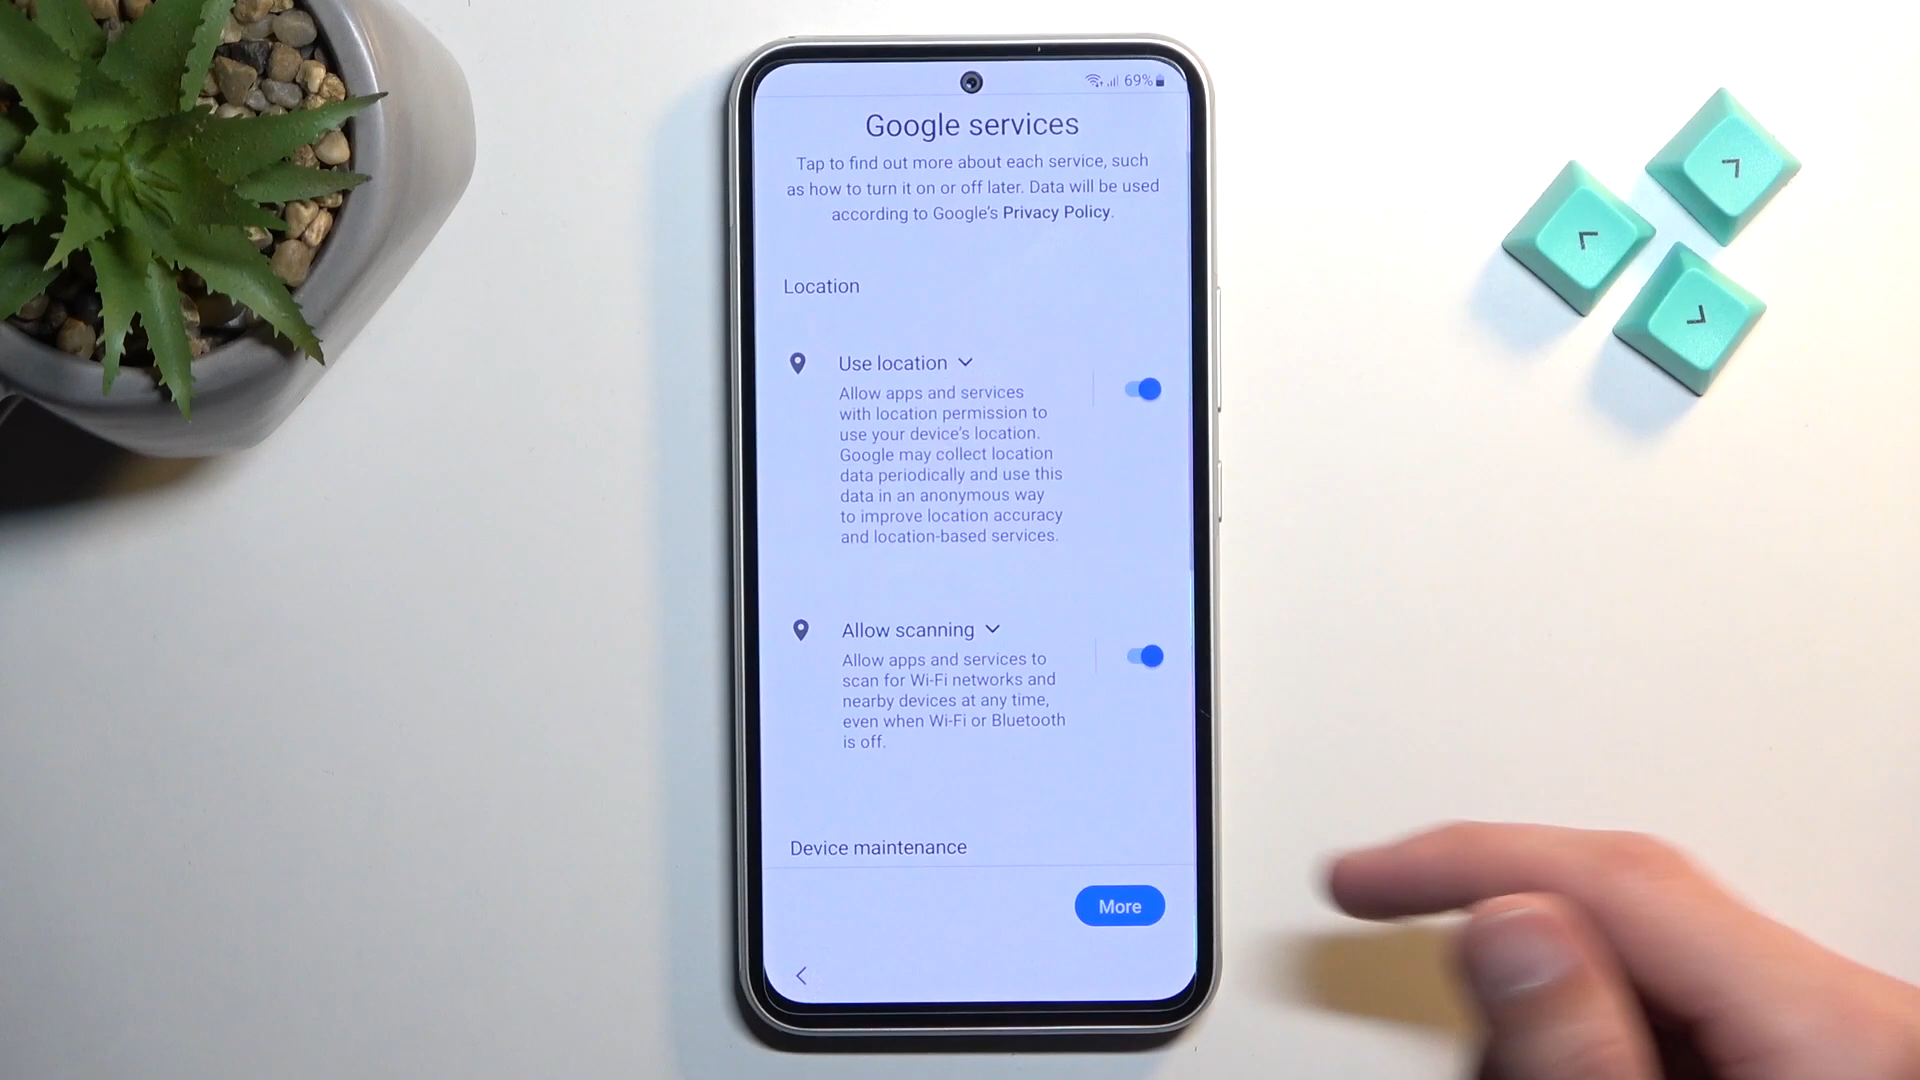 69%
Google services
Tap to find out more about each service, such
as how to turn it on or off later. Data will be used
according to Google's Privacy Policy.
Location
Use location
Allow apps and services
with location permission to
use your device's location.
Google may collect location
data periodically and use this
data in an anonymous way
to improve location accuracy
and location-based services.
Allow scanning
Allow apps and services to
scan for Wi-Fi networks and
nearby devices at any time,
even when Wi-Fi or Bluetooth
is off.
Device maintenance
More